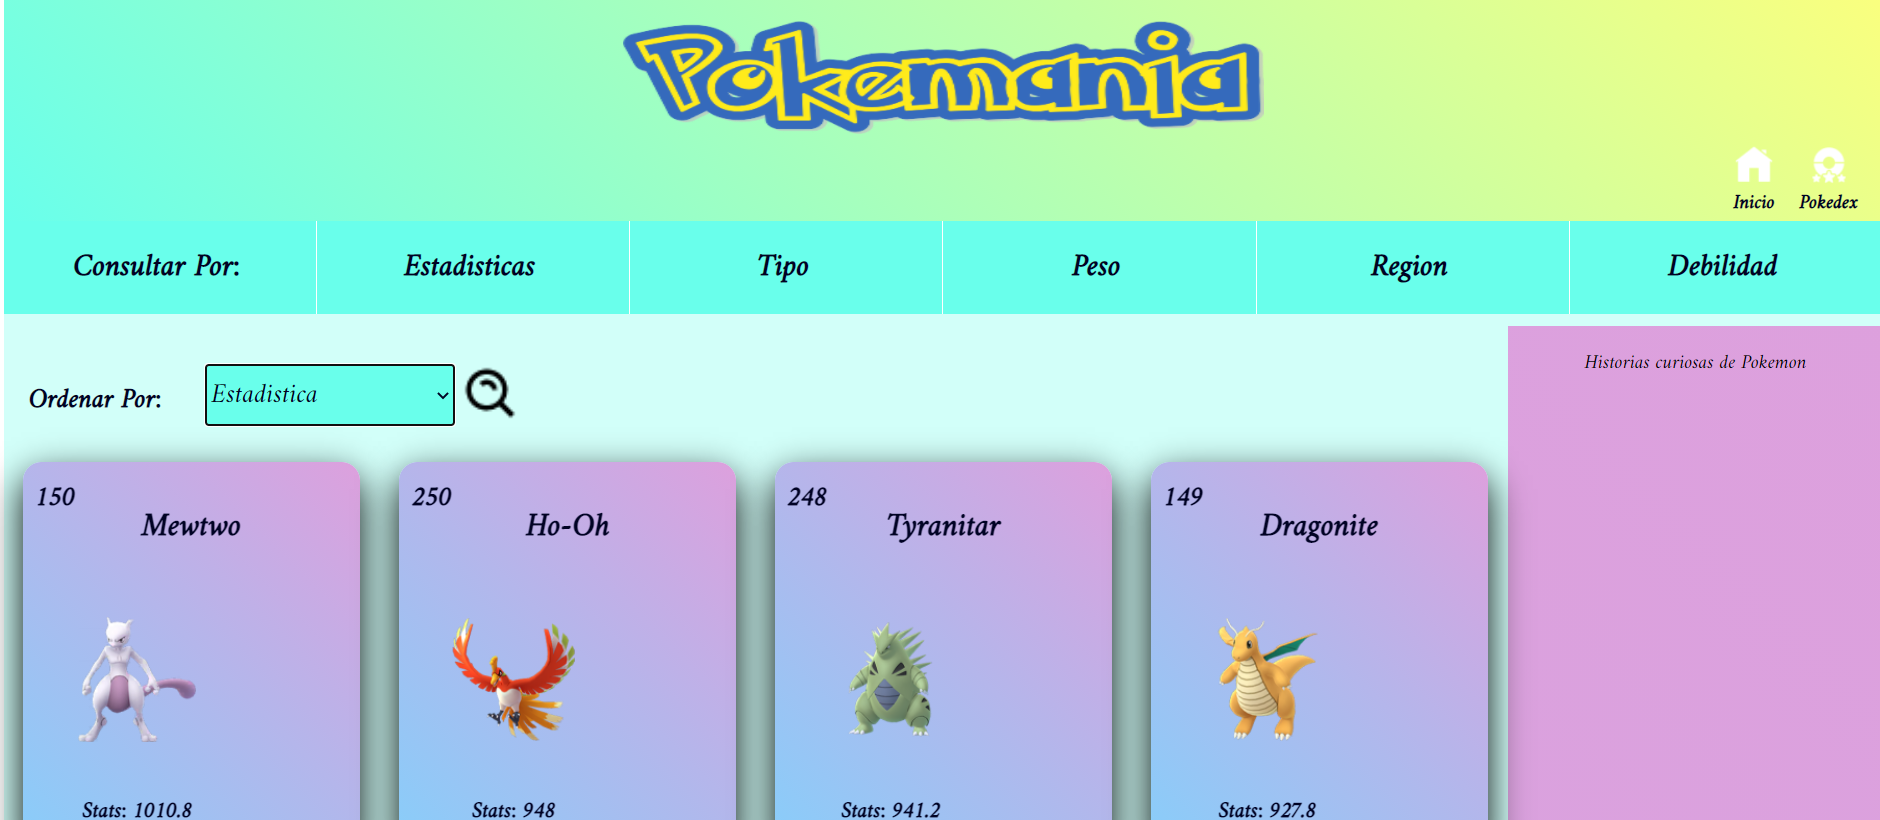 Pokemania
Inicio Pokedex
Consultar Por: Estadisticas Tipo Peso Region Debilidad
Historias curiosas de Pokemon
Ordenar Por: Estadistica
150 250 248 149
Mewtwo Ho-Oh Tyranitar Dragonite
Stats: 1010.8 Stats: 948 Stats: 941.2 Stats: 927.8